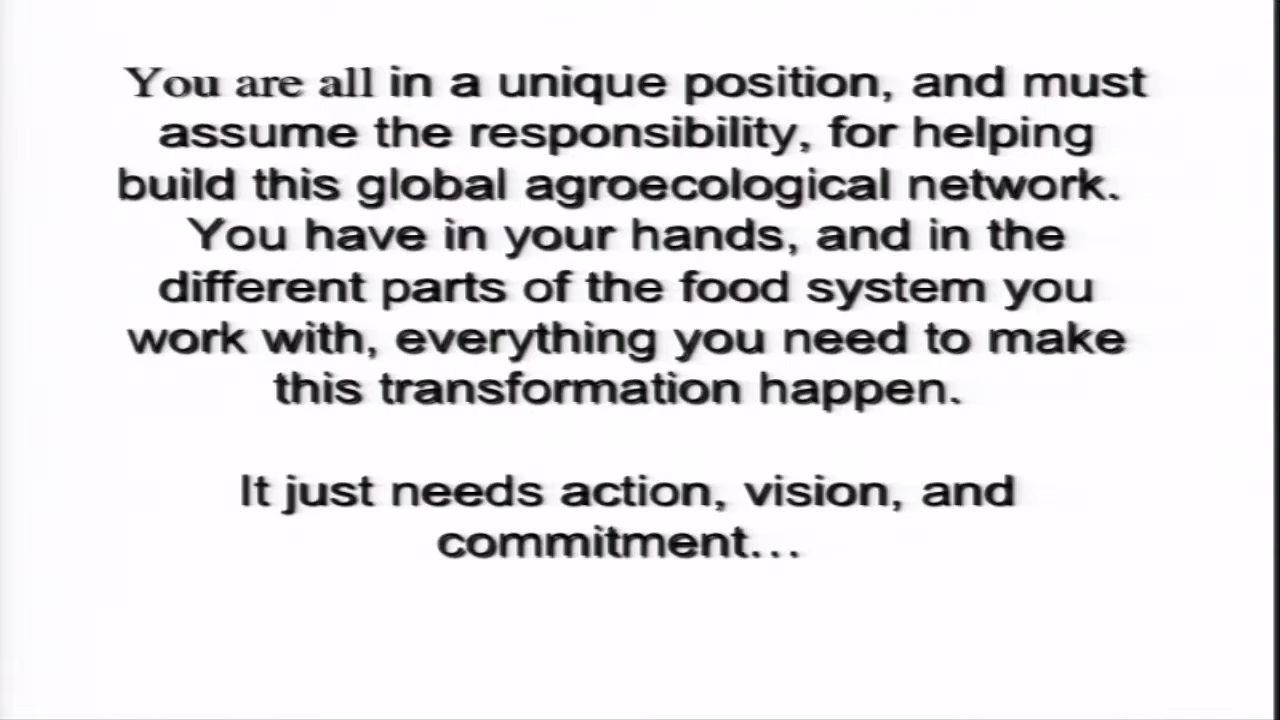 You are all in a unique position, and must
assume the responsibility, for helping
build this global agroecological network.
You have in your hands, and in the
different parts of the food system you
work with, everything you need to make
this transformation happen.
It just needs action, vision, and
commitment…